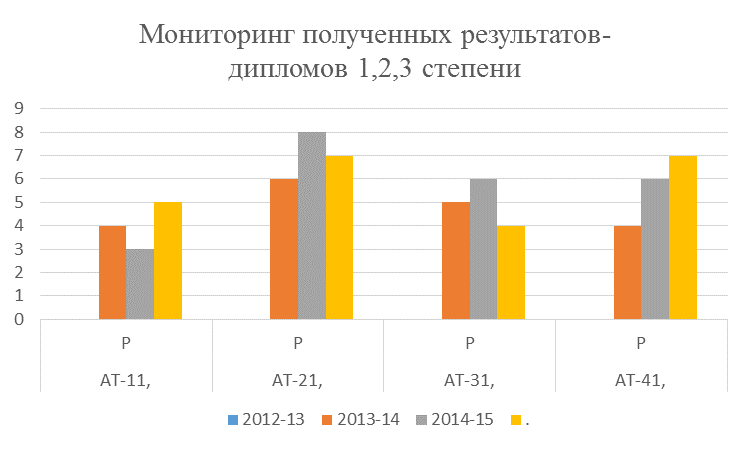 Мониторинг полученных результатов-
дипломов 1,2,3 степени
9
8
7
6
5
4
3
2
1
0
Р Р Р Р
АТ-11, АТ-21, АТ-31, АТ-41,
2012-13 2013-14 2014-15 .